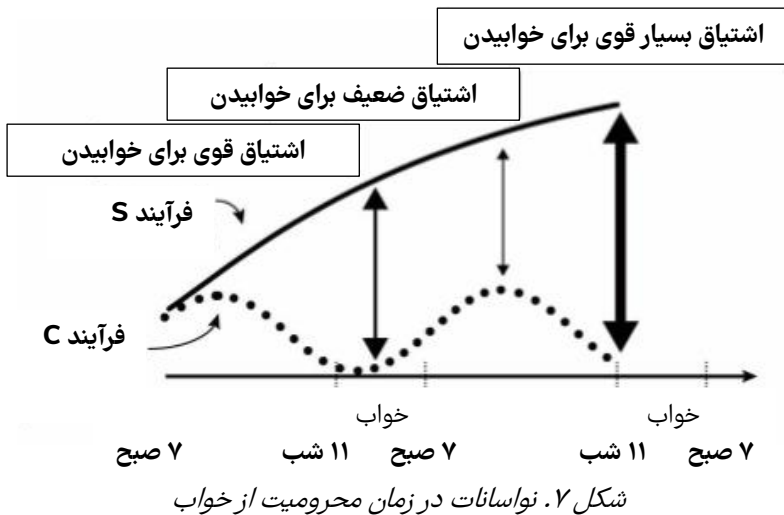 اشتیاق بسیار قوی برای خوابیدن
اشتیاق ضعیف برای خوابیدن
اشتیاق قوی برای خوابیدن
فرآیند S
فرآیند C
خواب
خواب
۷ صبح
۱۱ شب
۷ صبح
۱۱ شب
۷ صبح
شکل ۷. نواسانات در زمان محرومیت از خواب